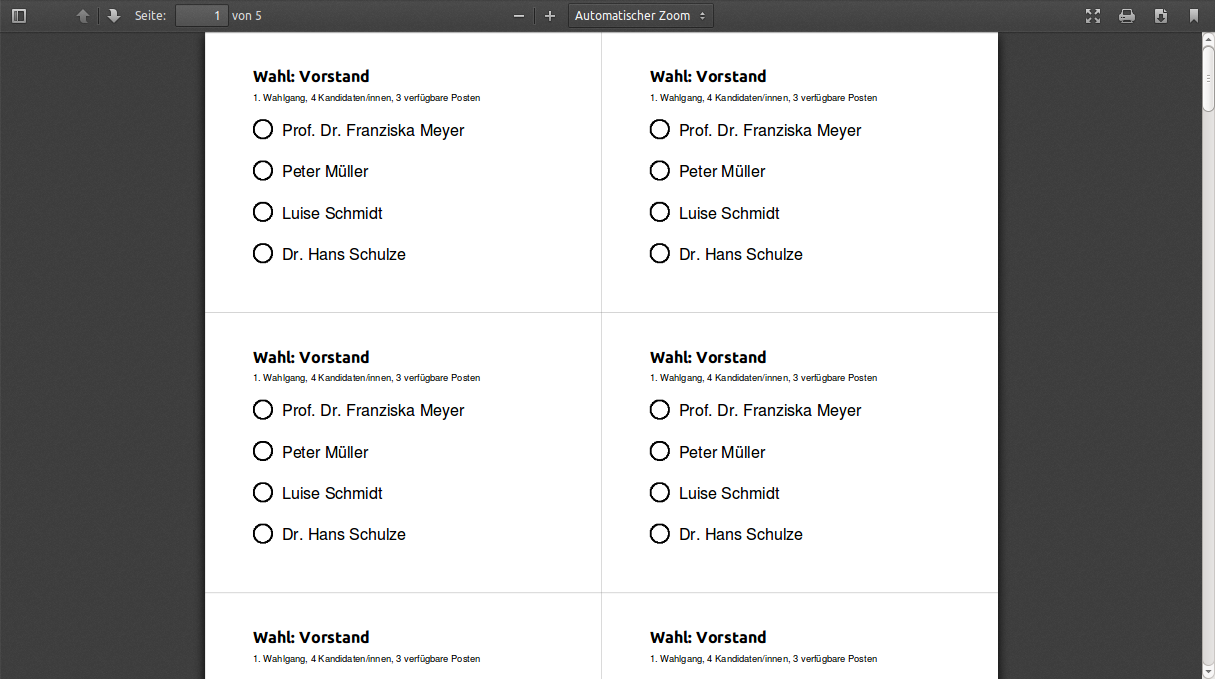 Seite: 1 von 5 Automatischer Zoom
Wahl: Vorstand
1. Wahlgang, 4 Kandidaten/innen, 3 verfügbare Posten
Prof. Dr. Franziska Meyer
Peter Müller
Luise Schmidt
Dr. Hans Schulze
Wahl: Vorstand
1. Wahlgang, 4 Kandidaten/innen, 3 verfügbare Posten
Prof. Dr. Franziska Meyer
Peter Müller
Luise Schmidt
Dr. Hans Schulze
Wahl: Vorstand
1. Wahlgang, 4 Kandidaten/innen, 3 verfügbare Posten
Prof. Dr. Franziska Meyer
Peter Müller
Luise Schmidt
Dr. Hans Schulze
Wahl: Vorstand
1. Wahlgang, 4 Kandidaten/innen, 3 verfügbare Posten
Prof. Dr. Franziska Meyer
Peter Müller
Luise Schmidt
Dr. Hans Schulze
Wahl: Vorstand
1. Wahlgang, 4 Kandidaten/innen, 3 verfügbare Posten
Wahl: Vorstand
1. Wahlgang, 4 Kandidaten/innen, 3 verfügbare Posten